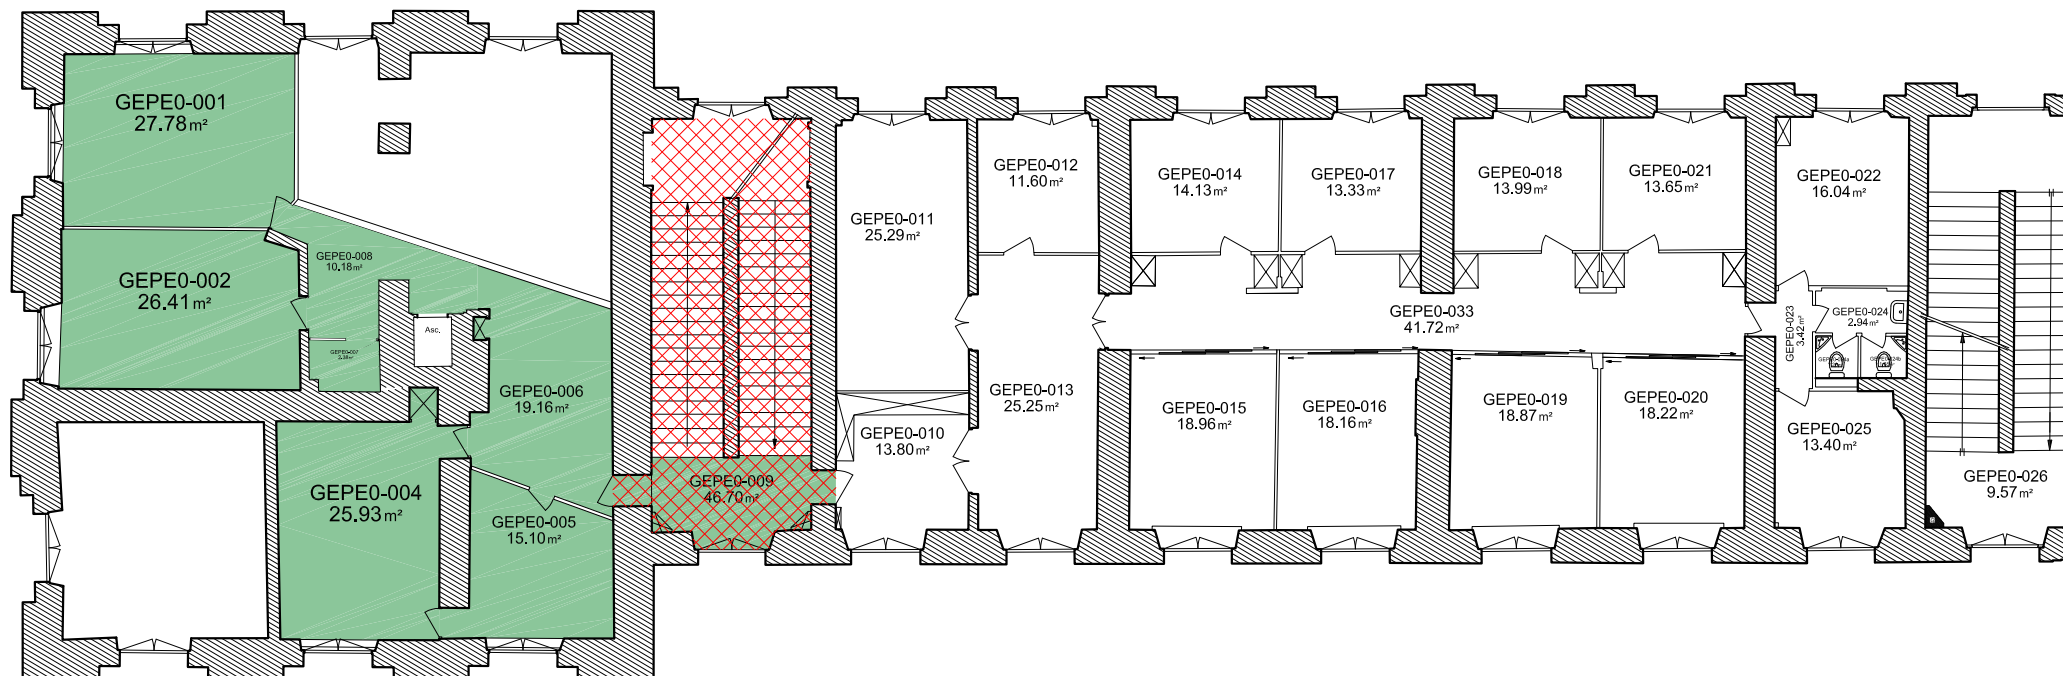 GEPE0-001
27.78 m²
GEPE0-002
26.41 m²
GEPE0-008
10.18 m²
GEPE0-007
Asc.
GEPE0-006
19.16 m²
GEPE0-004
25.93 m²
GEPE0-005
15.10 m²
GEPE0-009
46.70 m²
GEPE0-011
25.29 m²
GEPE0-010
13.80 m²
GEPE0-012
11.60 m²
GEPE0-013
25.25 m²
GEPE0-014
14.13 m²
GEPE0-017
13.33 m²
GEPE0-018
13.99 m²
GEPE0-021
13.65 m²
GEPE0-033
41.72 m²
GEPE0-015
18.96 m²
GEPE0-016
18.16 m²
GEPE0-019
18.87 m²
GEPE0-020
18.22 m²
GEPE0-022
16.04 m²
GEPE0-023
3.42 m²
GEPE0-024
2.94 m²
GEPE0-024a
GEPE0-024b
GEPE0-025
13.40 m²
GEPE0-026
9.57 m²